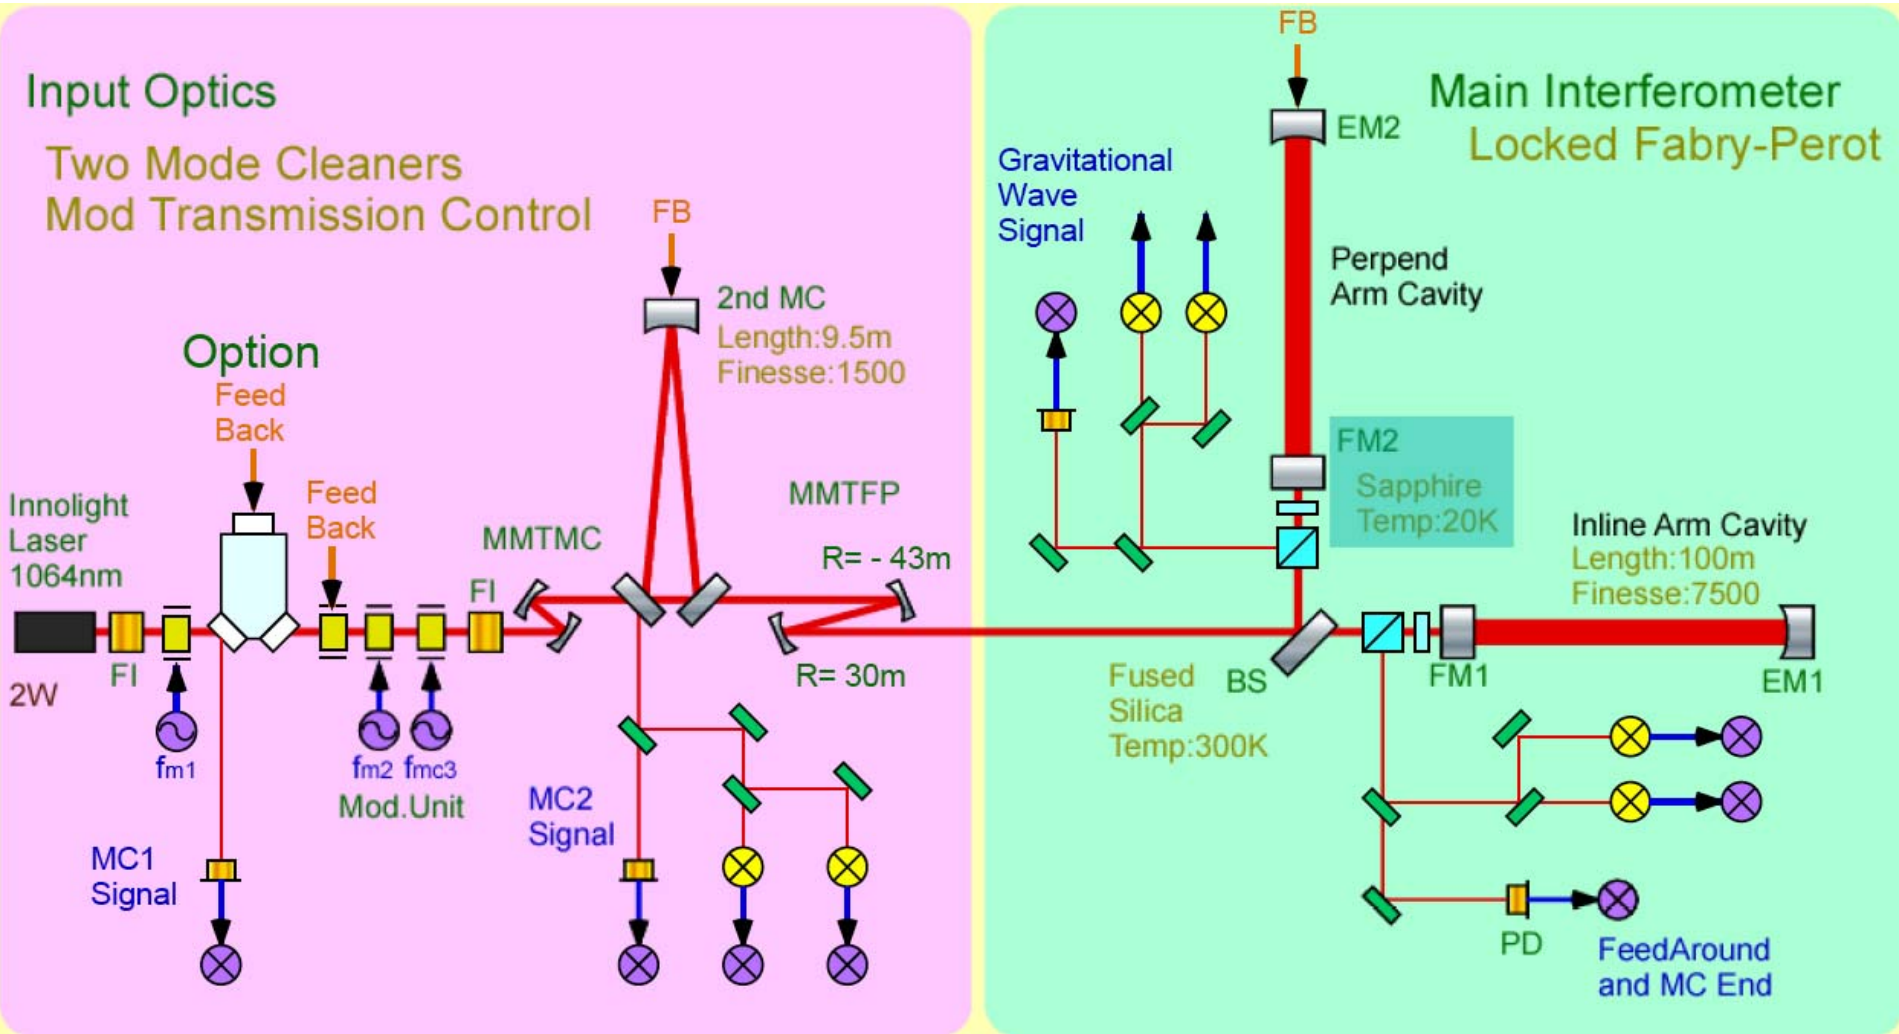 Input Optics
Two Mode Cleaners
Mod Transmission Control
FB
2nd MC
Length:9.5m
Finesse:1500
Option
Feed
Back
Feed
Back
Innolight
Laser
1064nm
2W
FI
fm1
fm2
fmc3
Mod.Unit
FI
MMTMC
MMTFP
R= - 43m
R= 30m
MC1
Signal
MC2
Signal
Main Interferometer
Locked Fabry-Perot
FB
EM2
Gravitational
Wave
Signal
Perpend
Arm Cavity
FM2
Sapphire
Temp:20K
Inline Arm Cavity
Length:100m
Finesse:7500
Fused
Silica
Temp:300K
BS
FM1
EM1
PD
FeedAround
and MC End